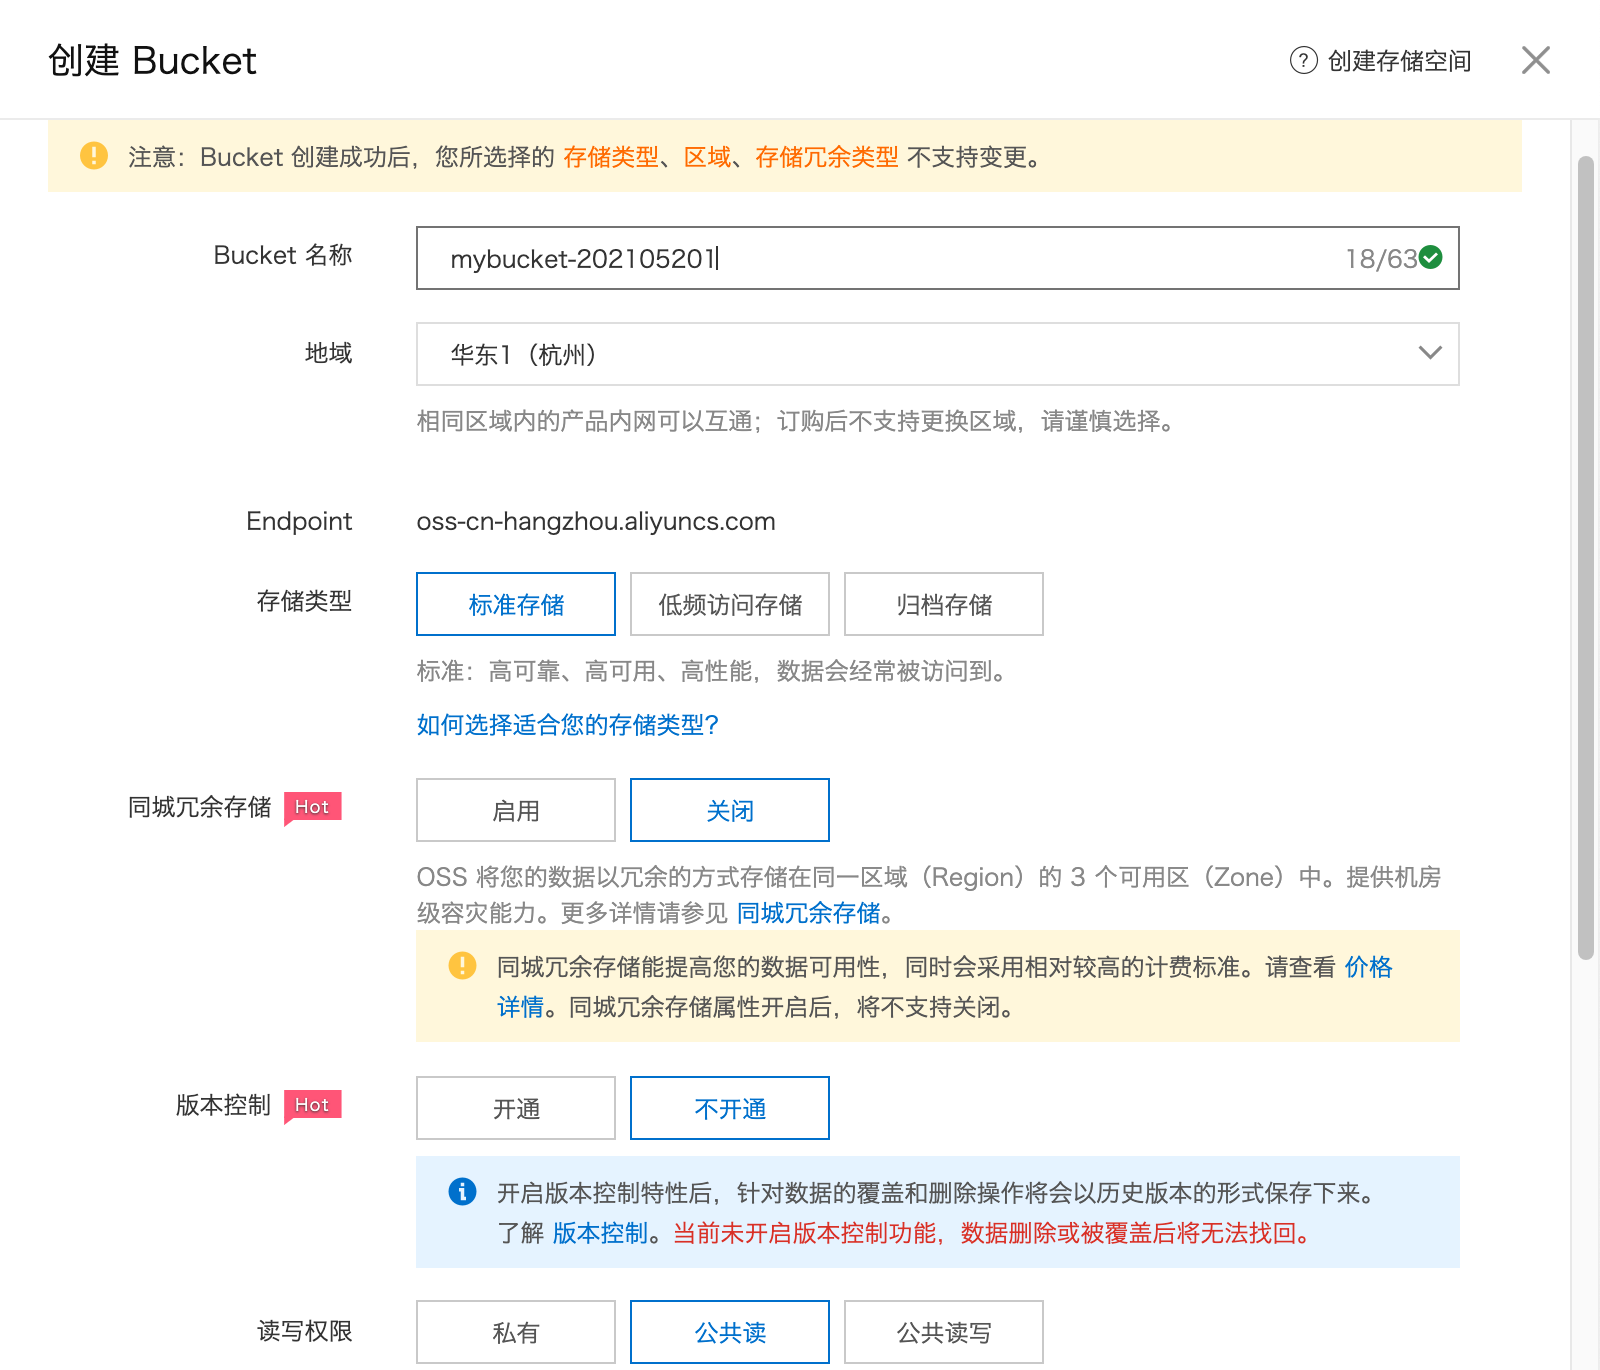 创建 Bucket
创建存储空间
注意：Bucket 创建成功后，您所选择的 存储类型、区域、存储冗余类型 不支持变更。
Bucket 名称
mybucket-202105201
18/63
地域
华东1（杭州）
相同区域内的产品内网可以互通；订购后不支持更换区域，请谨慎选择。
Endpoint
oss-cn-hangzhou.aliyuncs.com
存储类型
标准存储
低频访问存储
归档存储
标准：高可靠、高可用、高性能，数据会经常被访问到。
如何选择适合您的存储类型？
同城冗余存储
Hot
启用
关闭
OSS 将您的数据以冗余的方式存储在同一区域（Region）的 3 个可用区（Zone）中。提供机房
级容灾能力。更多详情请参见 同城冗余存储。
同城冗余存储能提高您的数据可用性，同时会采用相对较高的计费标准。请查看 价格
详情。同城冗余存储属性开启后，将不支持关闭。
版本控制
Hot
开通
不开通
开启版本控制特性后，针对数据的覆盖和删除操作将会以历史版本的形式保存下来。
了解 版本控制。当前未开启版本控制功能，数据删除或被覆盖后将无法找回。
读写权限
私有
公共读
公共读写